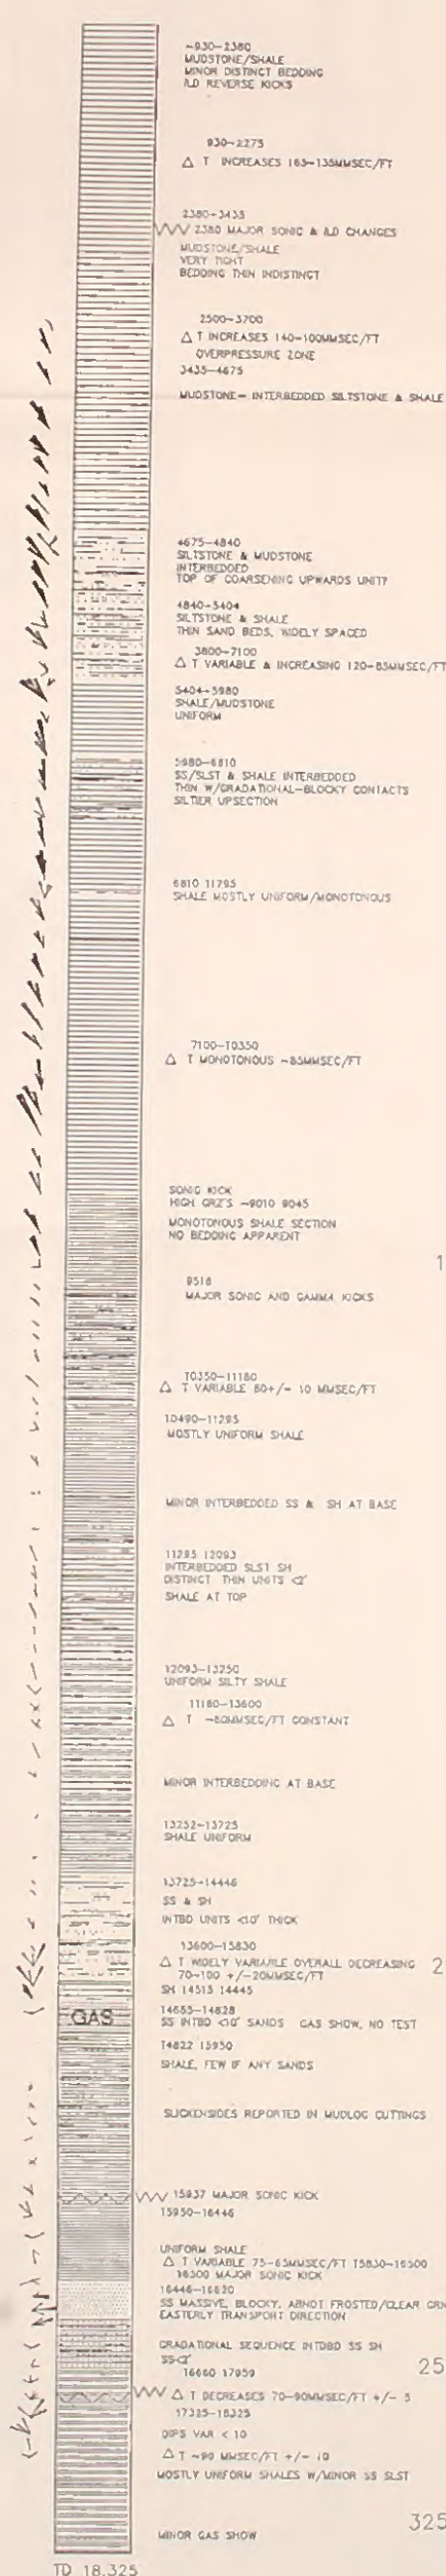 ~930-2380
MUDSTONE/SHALE
MINOR DISTINCT BEDDING
ILD REVERSE KICKS
930-2275
△ T INCREASES 165-135MMSEC/FT
2380-3435
2380 MAJOR SONIC & ILD CHANGES
MUDSTONE/SHALE
VERY TIGHT
BEDDING THIN INDISTINCT
2500-3700
△ T INCREASES 140-100MMSEC/FT
OVERPRESSURE ZONE
3435-4675
MUDSTONE- INTERBEDDED SILTSTONE & SHALE
4675-4840
SILTSTONE & MUDSTONE
INTERBEDDED
TOP OF COARSENING UPWARDS UNIT?
4840-5404
SILTSTONE & SHALE
THIN SAND BEDS, WIDELY SPACED
3800-7100
△ T VARIABLE & INCREASING 120-85MMSEC/FT
5404-5980
SHALE/MUDSTONE
UNIFORM
5980-6810
SS/SLST & SHALE INTERBEDDED
THIN W/GRADATIONAL-BLOCKY CONTACTS
SILTIER UPSECTION
6810 11795
SHALE MOSTLY UNIFORM/MONOTONOUS
7100-10350
△ T MONOTONOUS ~85MMSEC/FT
SONIC KICK
HIGH GRZ'S ~9010 9045
MONOTONOUS SHALE SECTION
NO BEDDING APPARENT
1
9518
MAJOR SONIC AND GAMMA KICKS
10350-11180
△ T VARIABLE 80+/- 10 MMSEC/FT
10490-11295
MOSTLY UNIFORM SHALE
MINOR INTERBEDDED SS & SH AT BASE
11295 12093
INTERBEDDED SLST SH
DISTINCT THIN UNITS <2'
SHALE AT TOP
12093-13250
UNIFORM SILTY SHALE
11180-13600
△ T ~80MMSEC/FT CONSTANT
MINOR INTERBEDDING AT BASE
13252-13725
SHALE UNIFORM
13725-14446
SS & SH
INTBD UNITS <10' THICK
13600-15830
△ T WIDELY VARIABLE OVERALL DECREASING
2
70-100 +/-20MMSEC/FT
SH 14515 14445
14655-14828
GAS
SS INTBD <10' SANDS GAS SHOW, NO TEST
14822 15950
SHALE, FEW IF ANY SANDS
SLICKENSIDES REPORTED IN MUDLOG CUTTINGS
15937 MAJOR SONIC KICK
15950-16446
UNIFORM SHALE
△ T VARIABLE 75-65MMSEC/FT 15830-16500
16300 MAJOR SONIC KICK
16446-16620
SS MASSIVE, BLOCKY, ABNDT FROSTED/CLEAR GRN
EASTERLY TRANSPORT DIRECTION
GRADATIONAL SEQUENCE INTDBD SS SH
SS<2'
16660 17959
25
△ T DECREASES 70-90MMSEC/FT +/- 5
17325-18325
DIPS VAR < 10
△ T ~90 MMSEC/FT +/- 10
MOSTLY UNIFORM SHALES W/MINOR SS SLST
325
MINOR GAS SHOW
TD 18,325